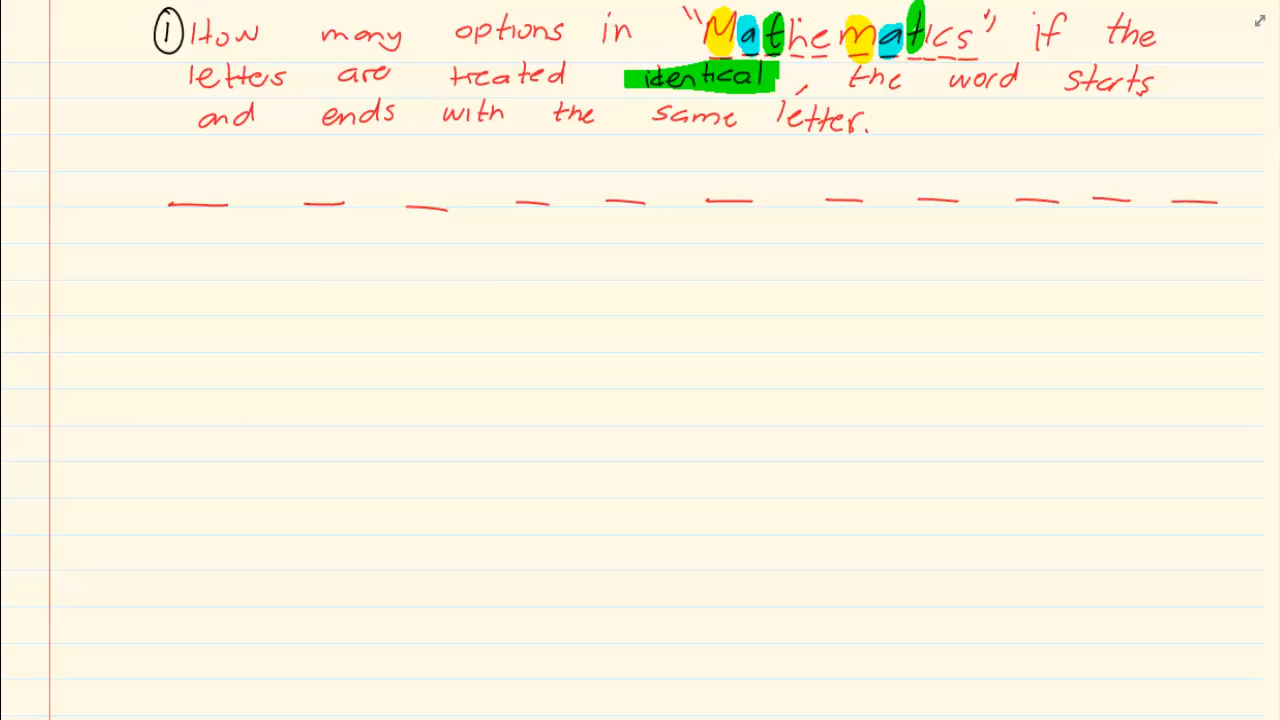 ① How many options in "Mathematics" if the
letters are treated identical, the word starts
and ends with the same letter.